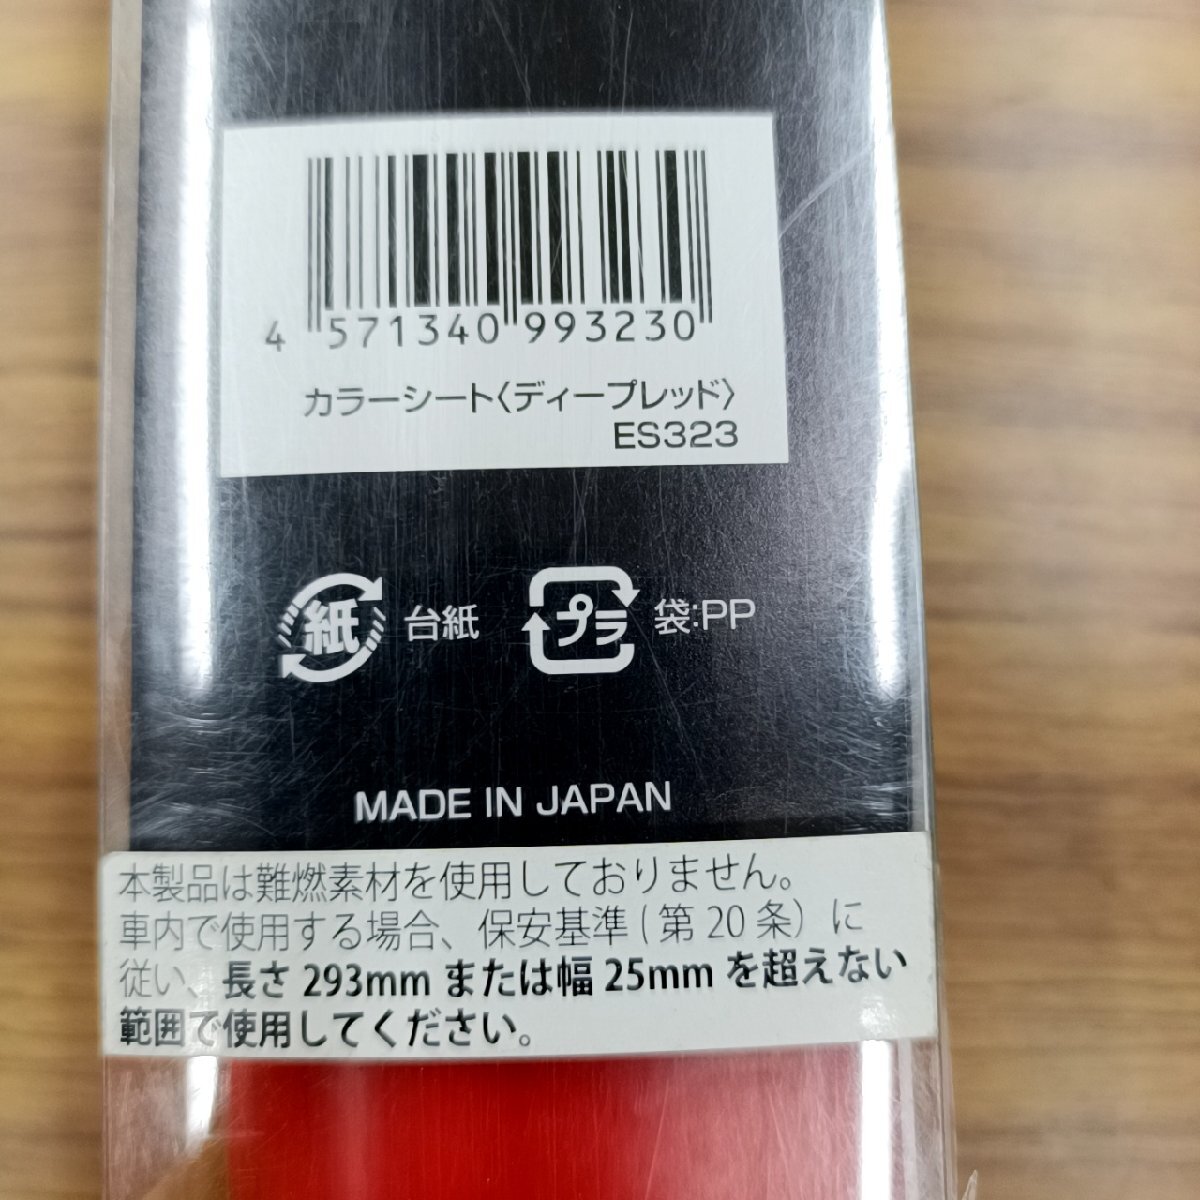 4 571340 993230
カラーシート〈ディープレッド〉
ES323
紙 台紙 プラ 袋:PP
MADE IN JAPAN
本製品は難燃素材を使用しておりません。
車内で使用する場合、保安基準(第20条)に
従い、長さ 293mm または幅 25mm を超えない
範囲で使用してください。